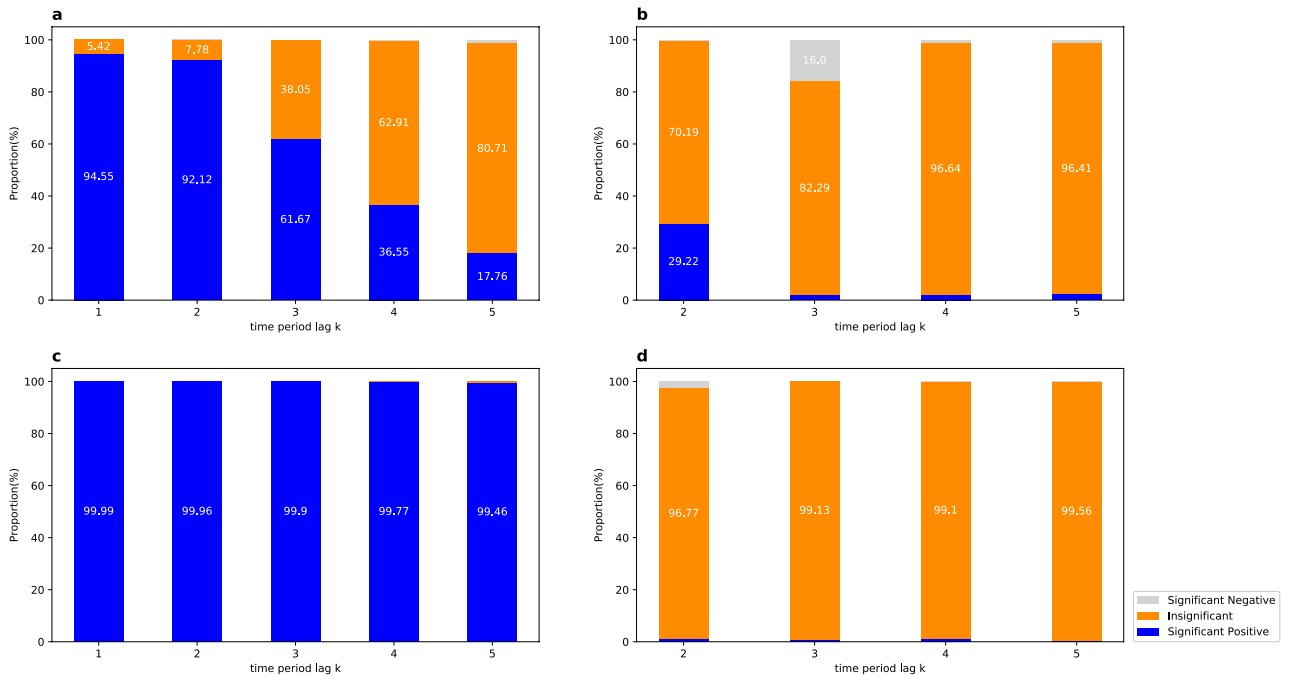 a
100
80
60
40
20
0
Proportion(%)
5.42
7.78
38.05
62.91
80.71
94.55
92.12
61.67
36.55
17.76
1 2 3 4 5
time period lag k
b
100
80
60
40
20
0
Proportion(%)
16.0
70.19
82.29
96.64
96.41
29.22
2 3 4 5
time period lag k
c
100
80
60
40
20
0
Proportion(%)
99.99
99.96
99.9
99.77
99.46
1 2 3 4 5
time period lag k
d
100
80
60
40
20
0
Proportion(%)
96.77
99.13
99.1
99.56
2 3 4 5
time period lag k
Significant Negative
Insignificant
Significant Positive